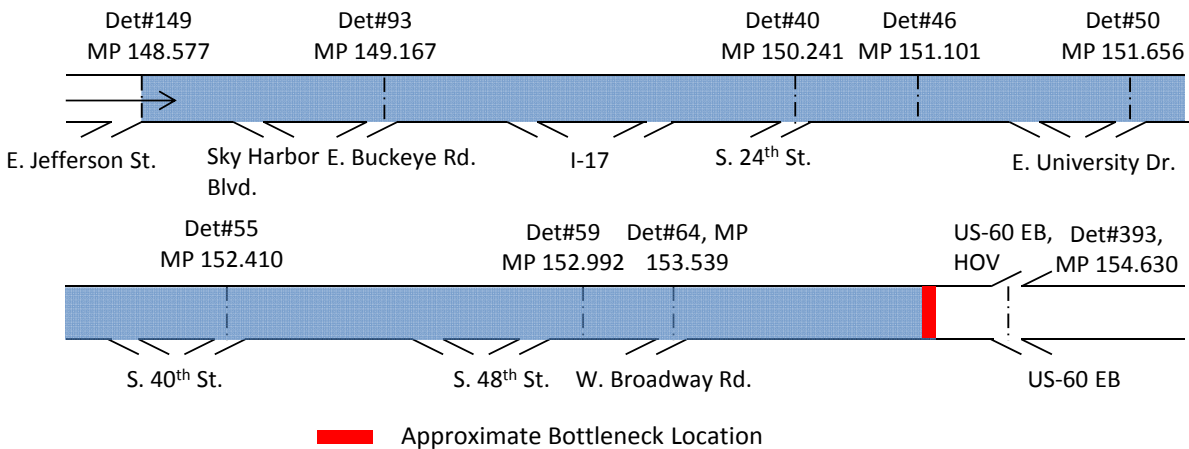 Det#149
MP 148.577
Det#93
MP 149.167
Det#40
MP 150.241
Det#46
MP 151.101
Det#50
MP 151.656
E. Jefferson St.
Sky Harbor
Blvd.
E. Buckeye Rd.
I-17
S. 24th St.
E. University Dr.
Det#55
MP 152.410
Det#59
MP 152.992
Det#64, MP
153.539
US-60 EB,
HOV
Det#393,
MP 154.630
S. 40th St.
S. 48th St.
W. Broadway Rd.
US-60 EB
Approximate Bottleneck Location